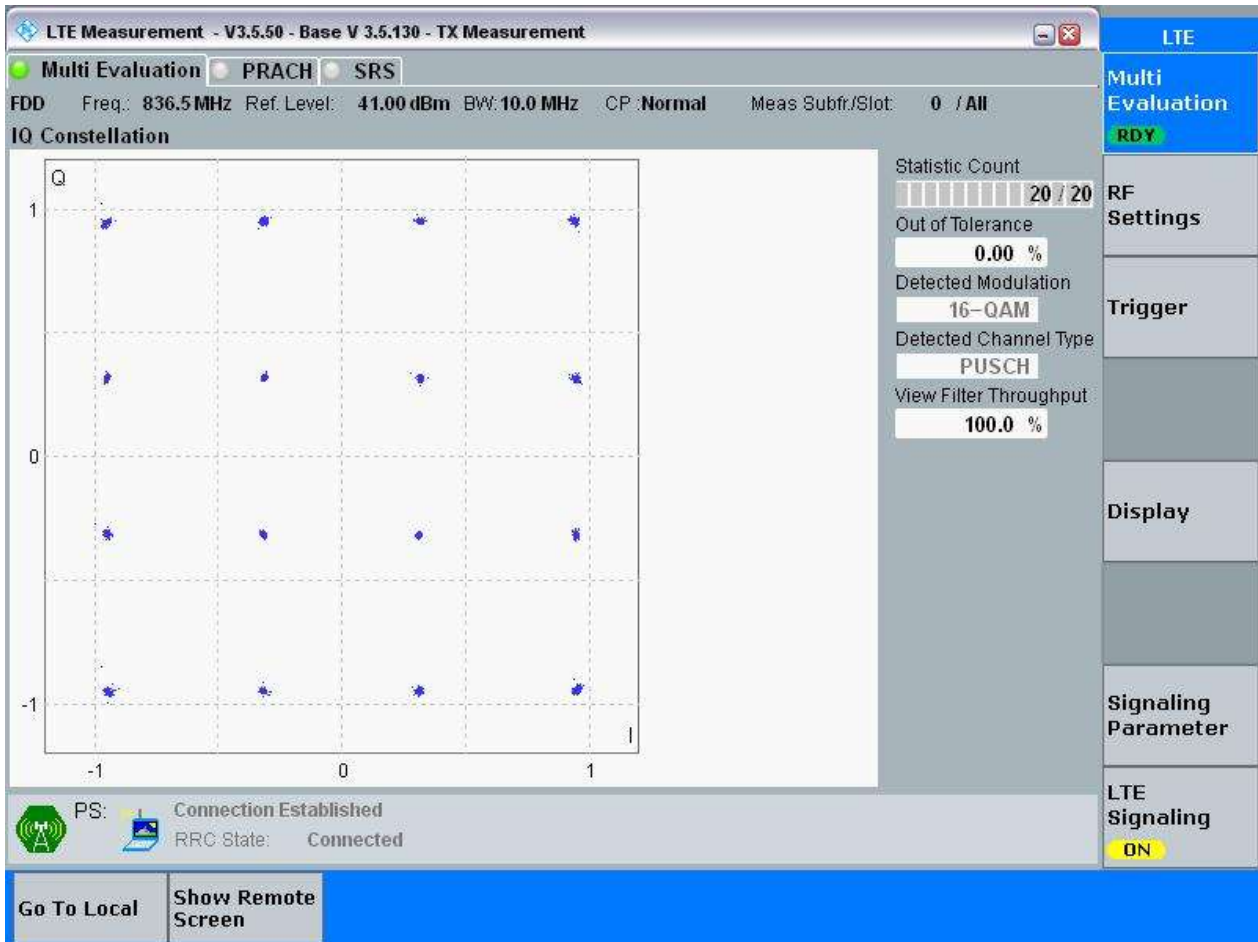 LTE Measurement - V3.5.50 - Base V 3.5.130 - TX Measurement
LTE
Multi Evaluation PRACH SRS
Multi
Evaluation
RDY
FDD Freq.: 836.5 MHz Ref. Level: 41.00 dBm BW: 10.0 MHz CP : Normal Meas Subfr./Slot: 0 / All
IQ Constellation
Q
1
0
-1
-1 0 1
I
Statistic Count
20 / 20
Out of Tolerance
0.00 %
Detected Modulation
16-QAM
Detected Channel Type
PUSCH
View Filter Throughput
100.0 %
RF
Settings
Trigger
Display
Signaling
Parameter
LTE
Signaling
ON
PS: Connection Established
RRC State: Connected
Go To Local
Show Remote
Screen